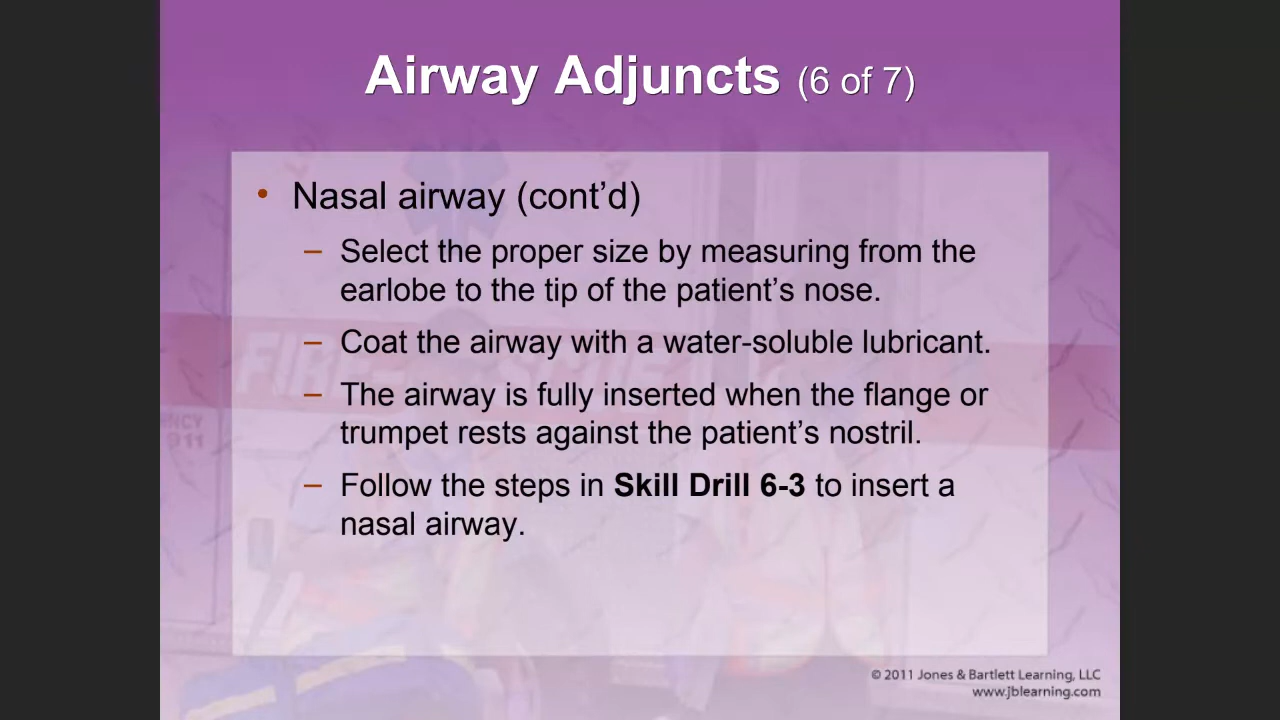 Airway Adjuncts (6 of 7)
• Nasal airway (cont’d)
– Select the proper size by measuring from the
earlobe to the tip of the patient’s nose.
– Coat the airway with a water-soluble lubricant.
– The airway is fully inserted when the flange or
trumpet rests against the patient’s nostril.
– Follow the steps in Skill Drill 6-3 to insert a
nasal airway.
FIRE
911
© 2011 Jones & Bartlett Learning, LLC
www.jblearning.com